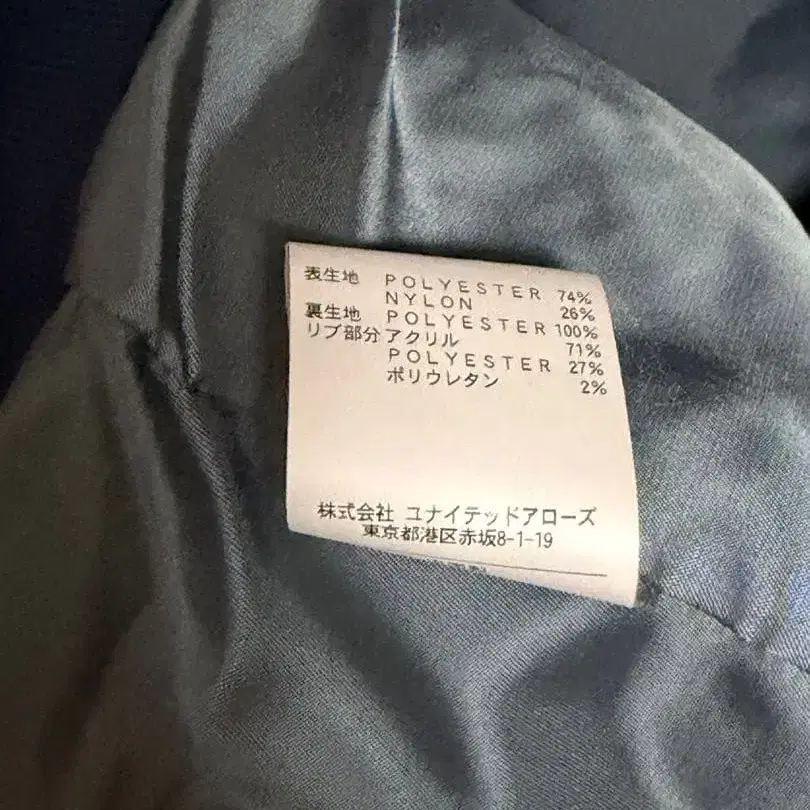 表生地 POLYESTER 74%
NYLON 26%
裏生地 POLYESTER 100%
リブ部分 アクリル 71%
POLYESTER 27%
ポリウレタン 2%
株式会社 ユナイテッドアローズ
東京都港区赤坂8-1-19